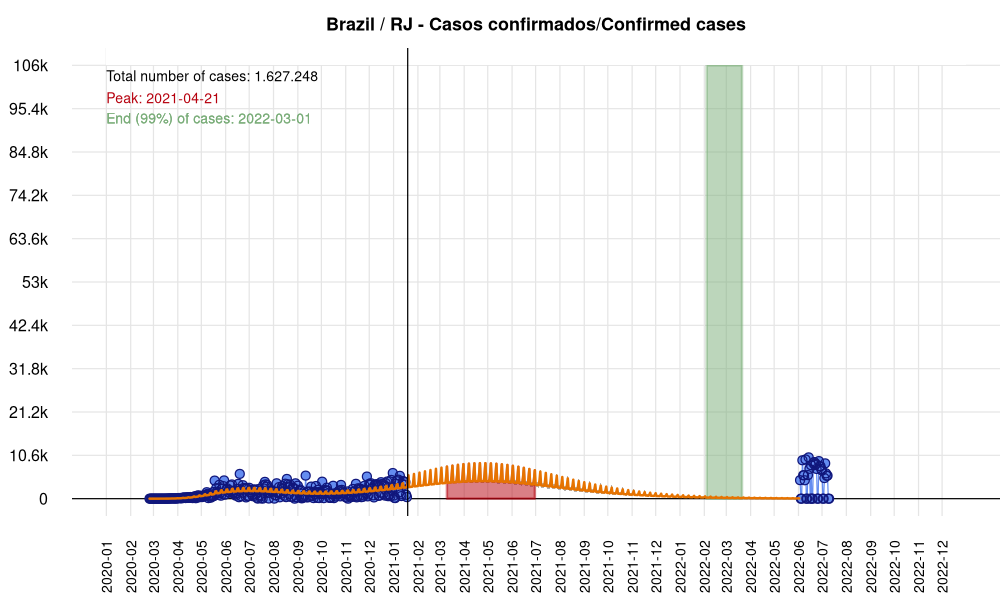 Brazil / RJ - Casos confirmados/Confirmed cases
106k
Total number of cases: 1.627.248
Peak: 2021-04-21
95.4k
End (99%) of cases: 2022-03-01
84.8k
74.2k
63.6k
53k
42.4k
31.8k
21.2k
10.6k
0
2020-01
2020-02
2020-03
2020-04
2020-05
2020-06
2020-07
2020-08
2020-09
2020-10
2020-11
2020-12
2021-01
2021-02
2021-03
2021-04
2021-05
2021-06
2021-07
2021-08
2021-09
2021-10
2021-11
2021-12
2022-01
2022-02
2022-03
2022-04
2022-05
2022-06
2022-07
2022-08
2022-09
2022-10
2022-11
2022-12